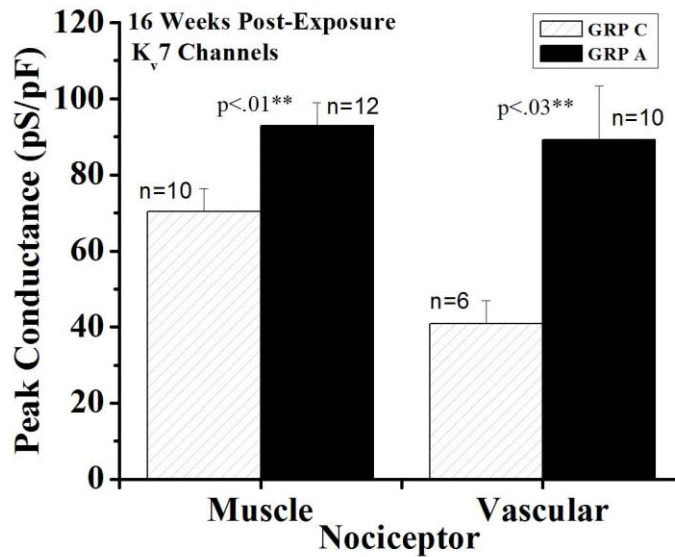 16 Weeks Post-Exposure
Kv7 Channels
GRP C
GRP A
p<.01**
n=12
p<.03**
n=10
n=10
n=6
120
100
80
60
40
20
0
Peak Conductance (pS/pF)
Muscle
Vascular
Nociceptor